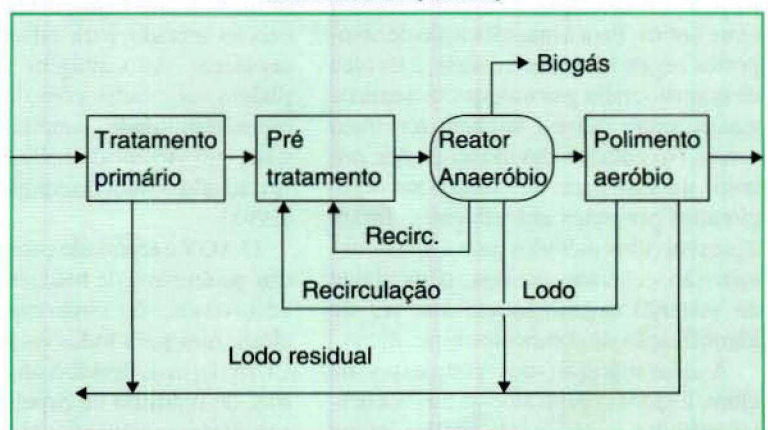 Biogás
Tratamento
primário
Pré
tratamento
Reator
Anaeróbio
Polimento
aeróbio
Recirc.
Recirculação
Lodo
Lodo residual